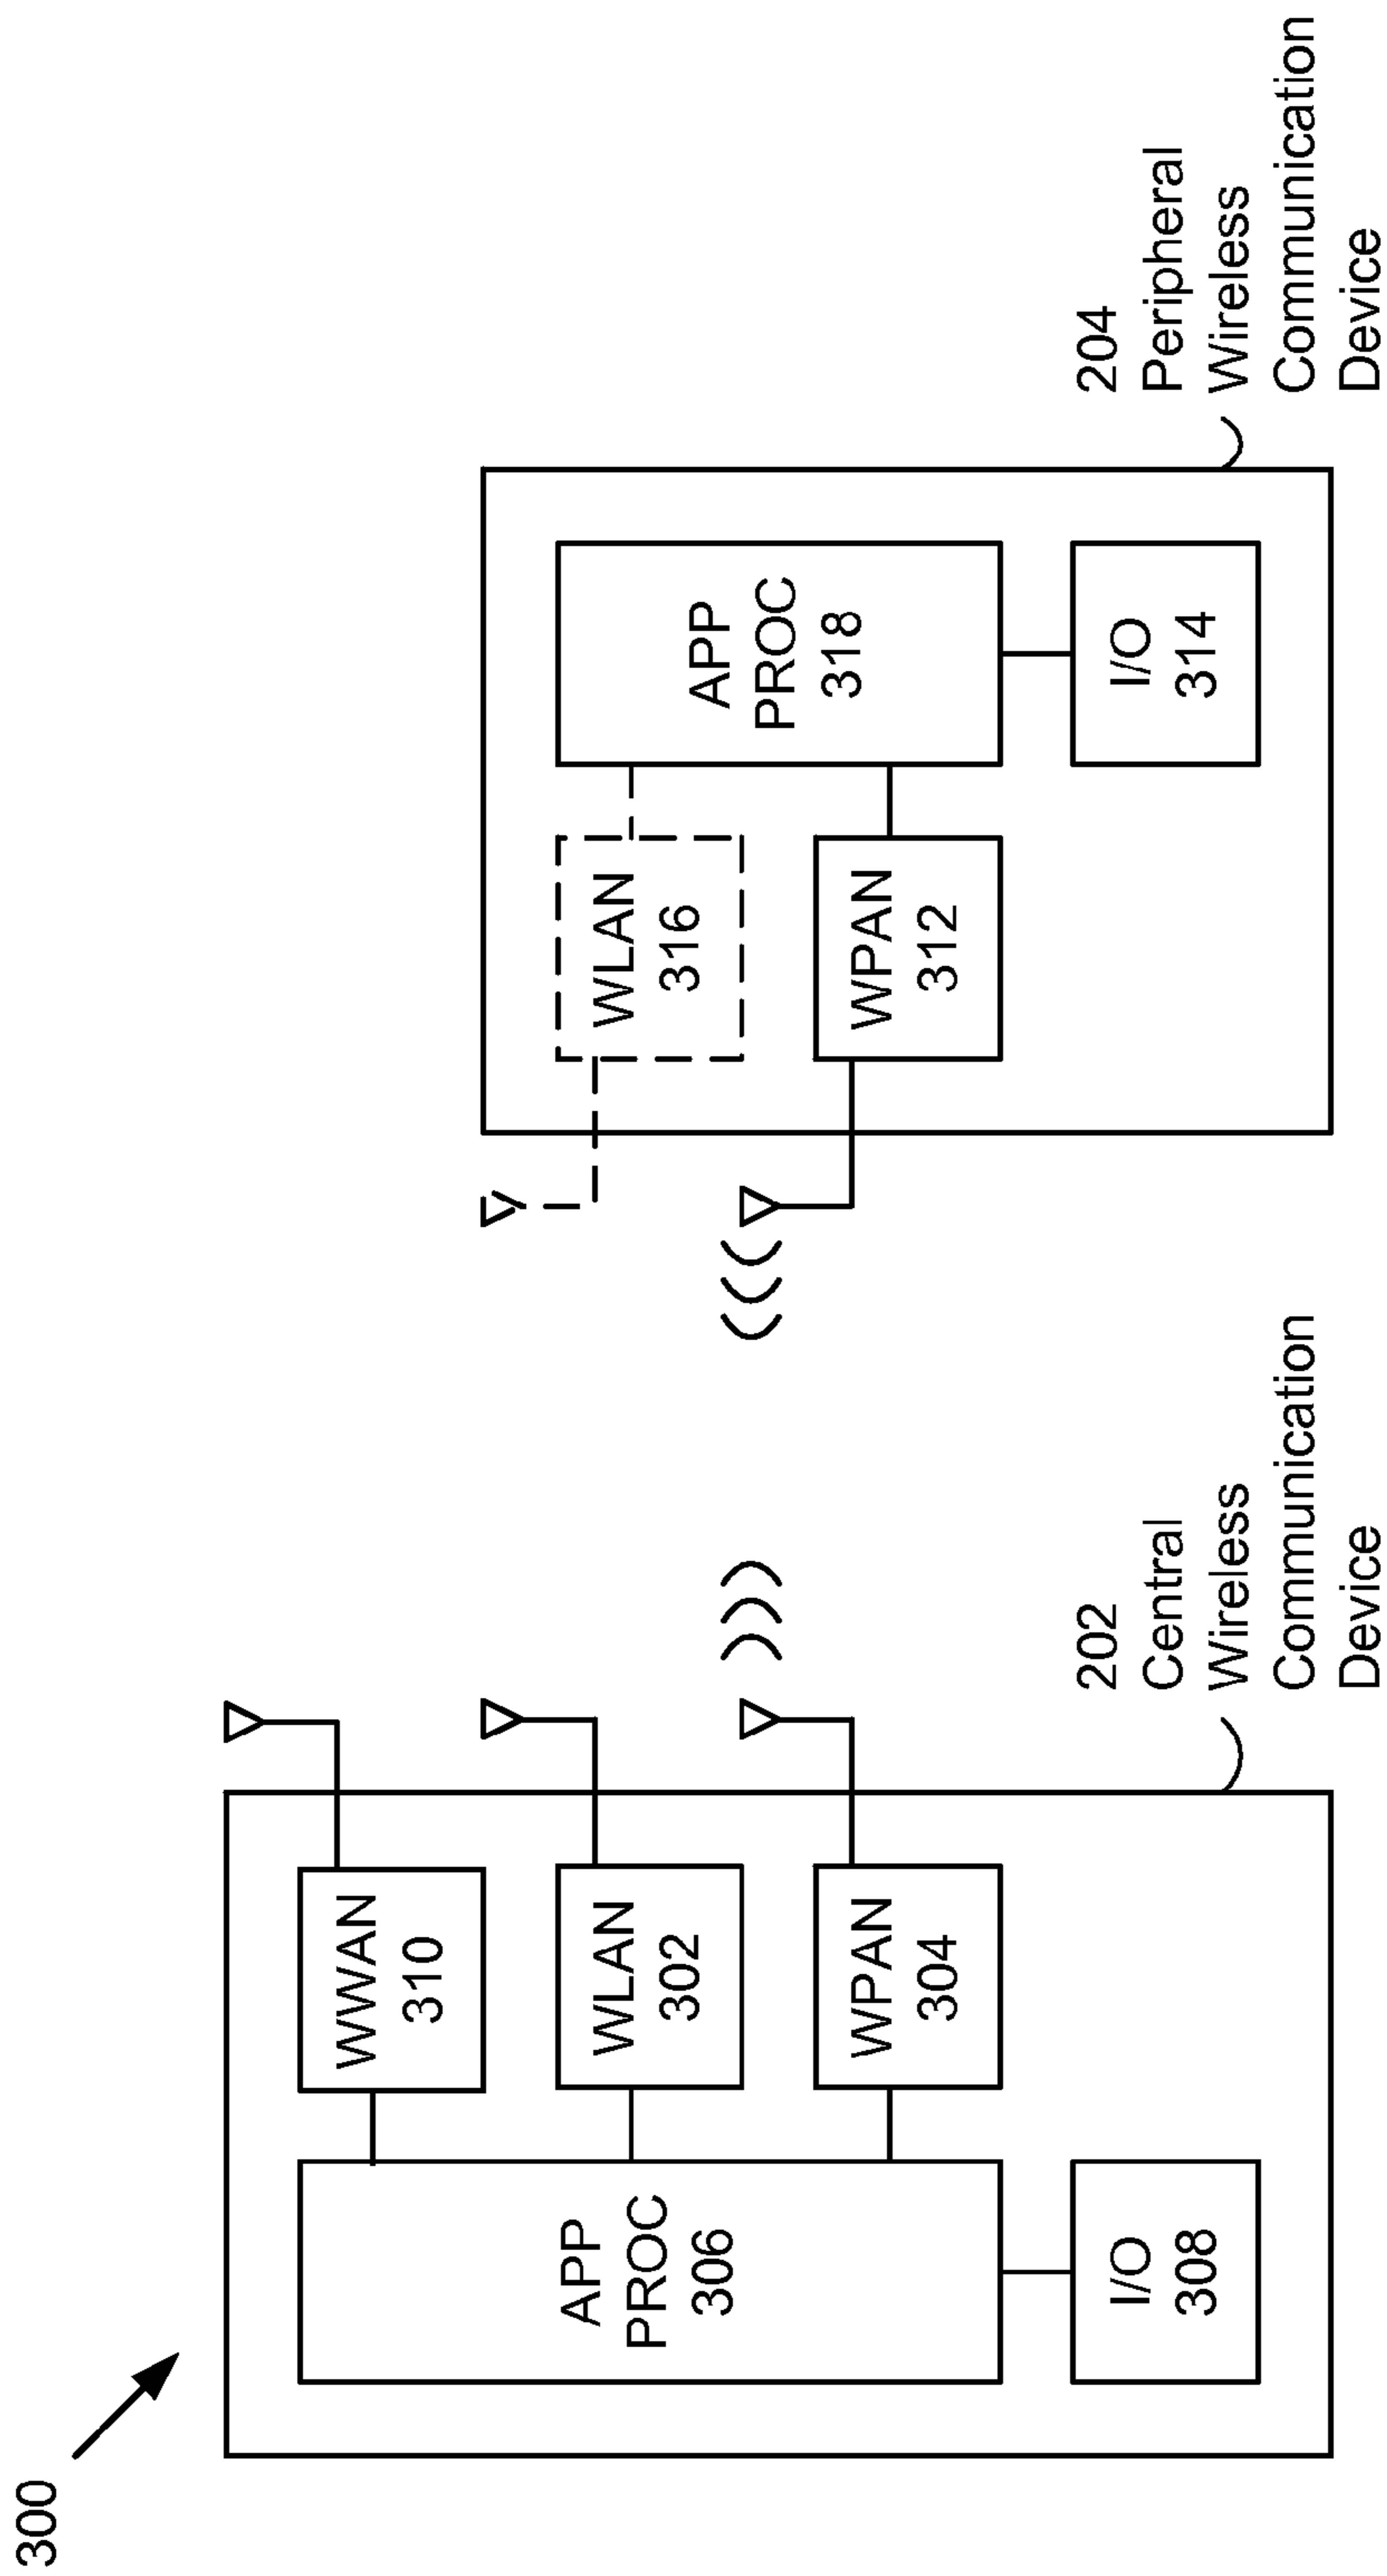 300
WWAN
310
APP
PROC
306
WLAN
302
WPAN
304
I/O
308
202
Central
Wireless
Communication
Device
WLAN
316
APP
PROC
318
WPAN
312
I/O
314
204
Peripheral
Wireless
Communication
Device